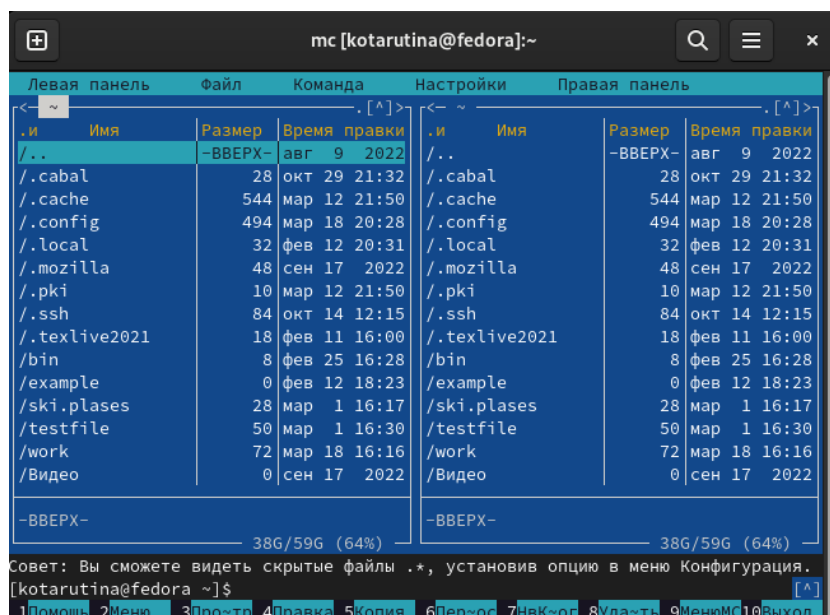 mc [kotarutina@fedora]:~
Левая панель Файл Команда Настройки Правая панель
<— ~ .[^]> <— ~ .[^]>
.и Имя Размер Время правки .и Имя Размер Время правки
/.. -ВВЕРХ- авг 9 2022 /.. -ВВЕРХ- авг 9 2022
/.cabal 28 окт 29 21:32 /.cabal 28 окт 29 21:32
/.cache 544 мар 12 21:50 /.cache 544 мар 12 21:50
/.config 494 мар 18 20:28 /.config 494 мар 18 20:28
/.local 32 фев 12 20:31 /.local 32 фев 12 20:31
/.mozilla 48 сен 17 2022 /.mozilla 48 сен 17 2022
/.pki 10 мар 12 21:50 /.pki 10 мар 12 21:50
/.ssh 84 окт 14 12:15 /.ssh 84 окт 14 12:15
/.texlive2021 18 фев 11 16:00 /.texlive2021 18 фев 11 16:00
/bin 8 фев 25 16:28 /bin 8 фев 25 16:28
/example 0 фев 12 18:23 /example 0 фев 12 18:23
/ski.plases 28 мар 1 16:17 /ski.plases 28 мар 1 16:17
/testfile 50 мар 1 16:30 /testfile 50 мар 1 16:30
/work 72 мар 18 16:16 /work 72 мар 18 16:16
/Видео 0 сен 17 2022 /Видео 0 сен 17 2022
-ВВЕРХ- -ВВЕРХ-
38G/59G (64%) 38G/59G (64%)
Совет: Вы сможете видеть скрытые файлы .*, установив опцию в меню Конфигурация.
[kotarutina@fedora ~]$ [^]
1Помощь 2Меню 3Про~тр 4Правка 5Копия 6Пер~ос 7НвК~ог 8Уда~ть 9МенюMC 10Выход